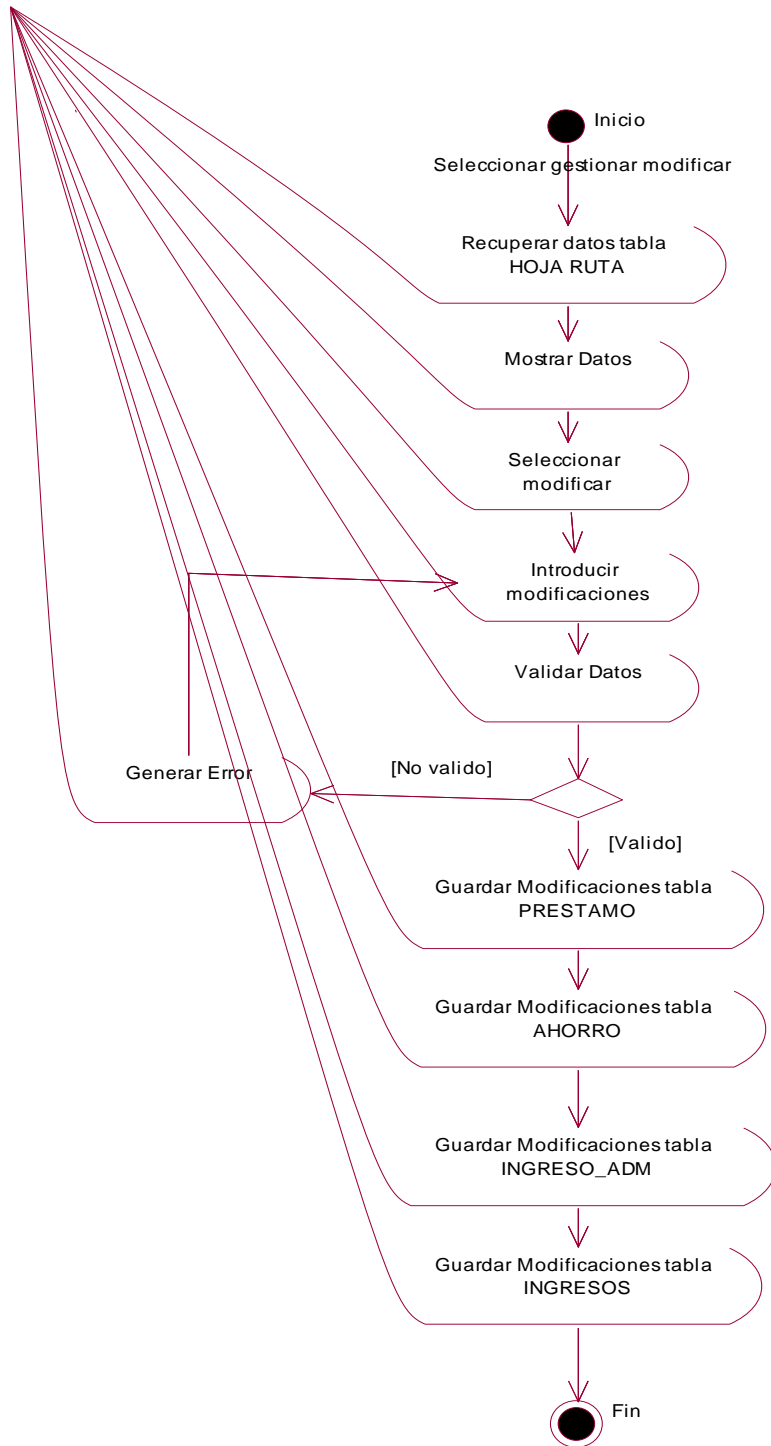 Inicio
Seleccionar gestionar modificar
Recuperar datos tabla
HOJA RUTA
Mostrar Datos
Seleccionar
modificar
Introducir
modificaciones
Validar Datos
[No valido]
Generar Error
[Valido]
Guardar Modificaciones tabla
PRESTAMO
Guardar Modificaciones tabla
AHORRO
Guardar Modificaciones tabla
INGRESO_ADM
Guardar Modificaciones tabla
INGRESOS
Fin